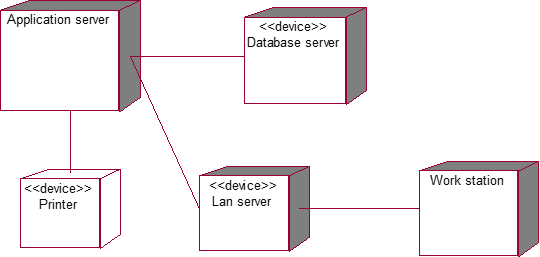 Application server
<<device>>
Database server
<<device>>
Printer
<<device>>
Lan server
Work station